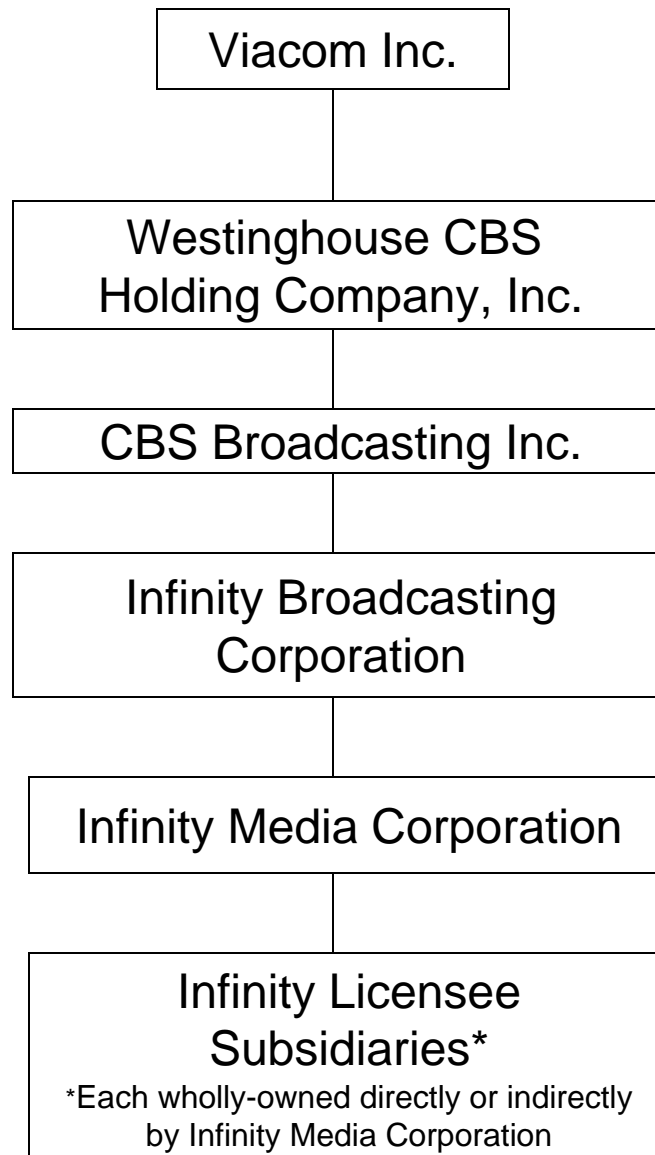 Viacom Inc.
Westinghouse CBS
Holding Company, Inc.
CBS Broadcasting Inc.
Infinity Broadcasting
Corporation
Infinity Media Corporation
Infinity Licensee
Subsidiaries*
*Each wholly-owned directly or indirectly
by Infinity Media Corporation